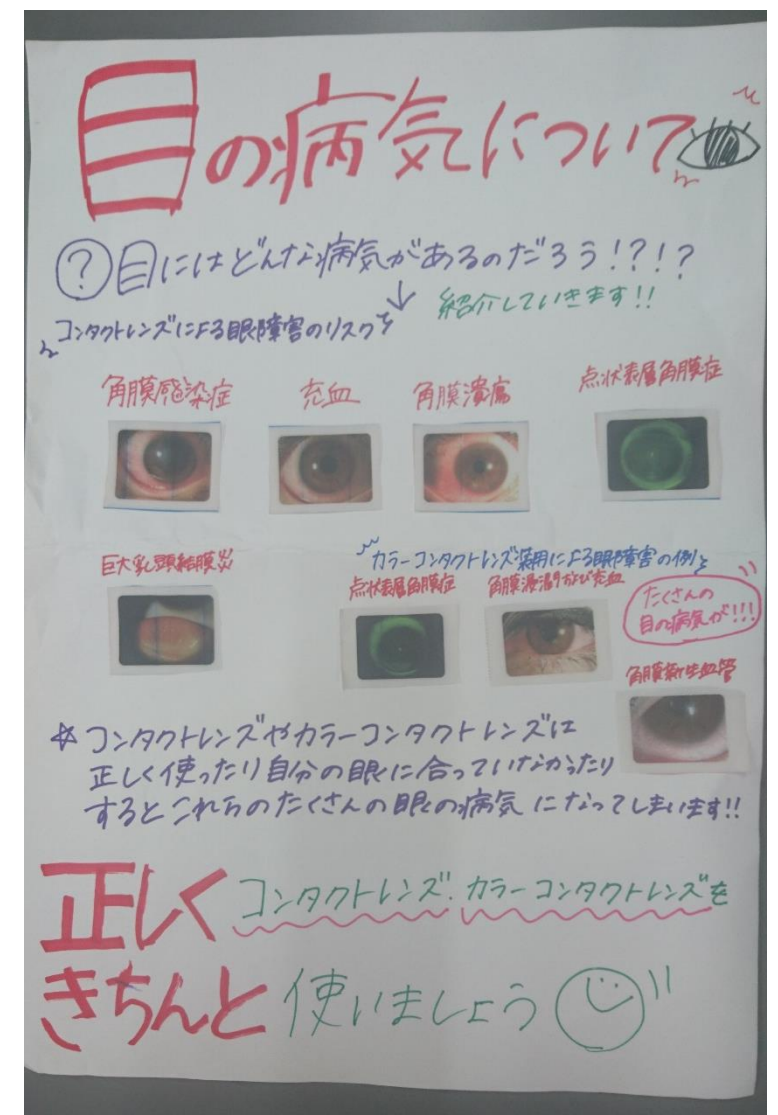 目の病気について
?目にはどんな病気があるのだろう!?!?
↓ 紹介していきます!!
コンタクトレンズによる眼障害のリスク
角膜感染症 充血 角膜潰瘍 点状表層角膜症
巨大乳頭結膜炎
カラーコンタクトレンズ装用による眼障害の例
点状表層角膜症 角膜浸潤および充血
たくさんの
目の病気が!!!
角膜新生血管
☆コンタクトレンズやカラーコンタクトレンズは
正しく使ったり自分の眼に合っていなかったり
するとこれらのたくさんの眼の病気になってしまいます!!
正しくコンタクトレンズ.カラーコンタクトレンズを
きちんと使いましょう